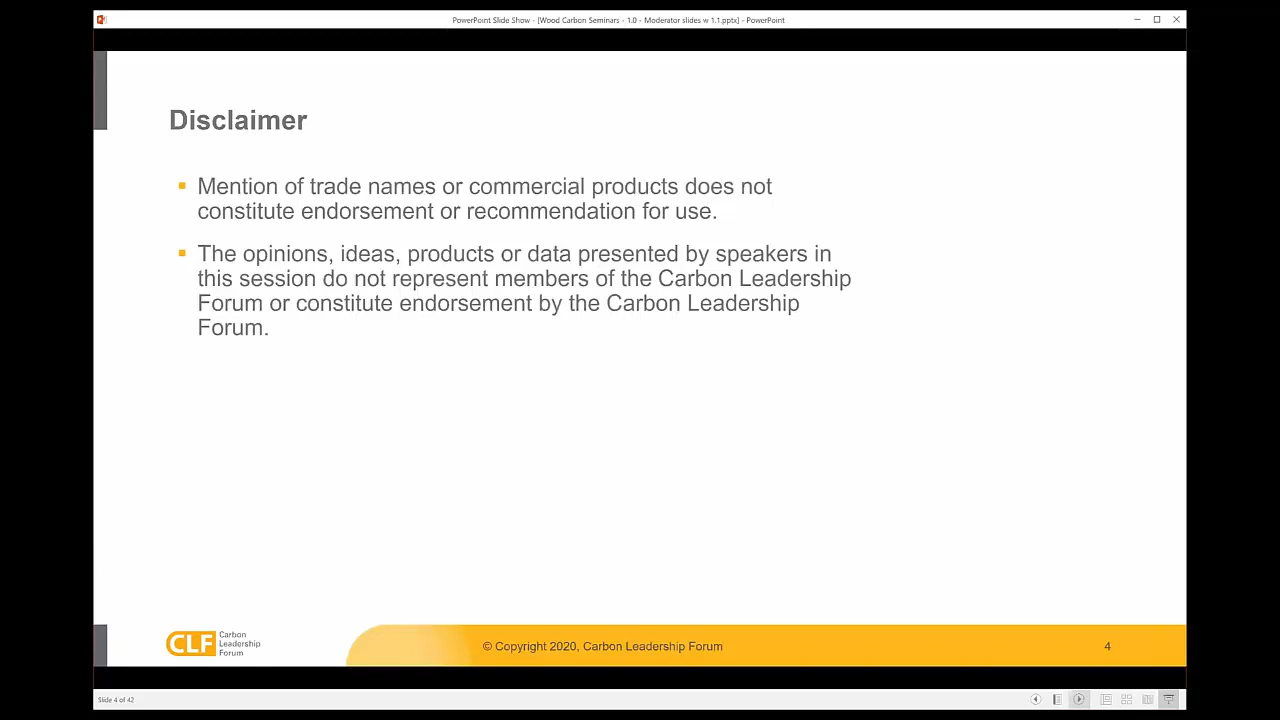 PowerPoint Slide Show - [Wood Carbon Seminars - 1.0 - Moderator slides w 1.1.pptx] - PowerPoint
Disclaimer
Mention of trade names or commercial products does not
constitute endorsement or recommendation for use.
The opinions, ideas, products or data presented by speakers in
this session do not represent members of the Carbon Leadership
Forum or constitute endorsement by the Carbon Leadership
Forum.
CLF
Carbon
Leadership
Forum
© Copyright 2020, Carbon Leadership Forum
4
Slide 4 of 42